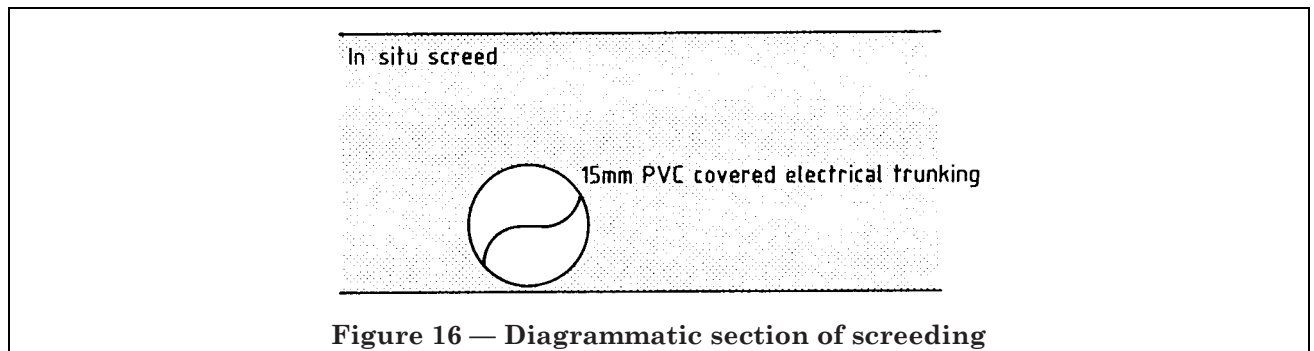 In situ screed
15mm PVC covered electrical trunking
Figure 16 — Diagrammatic section of screeding